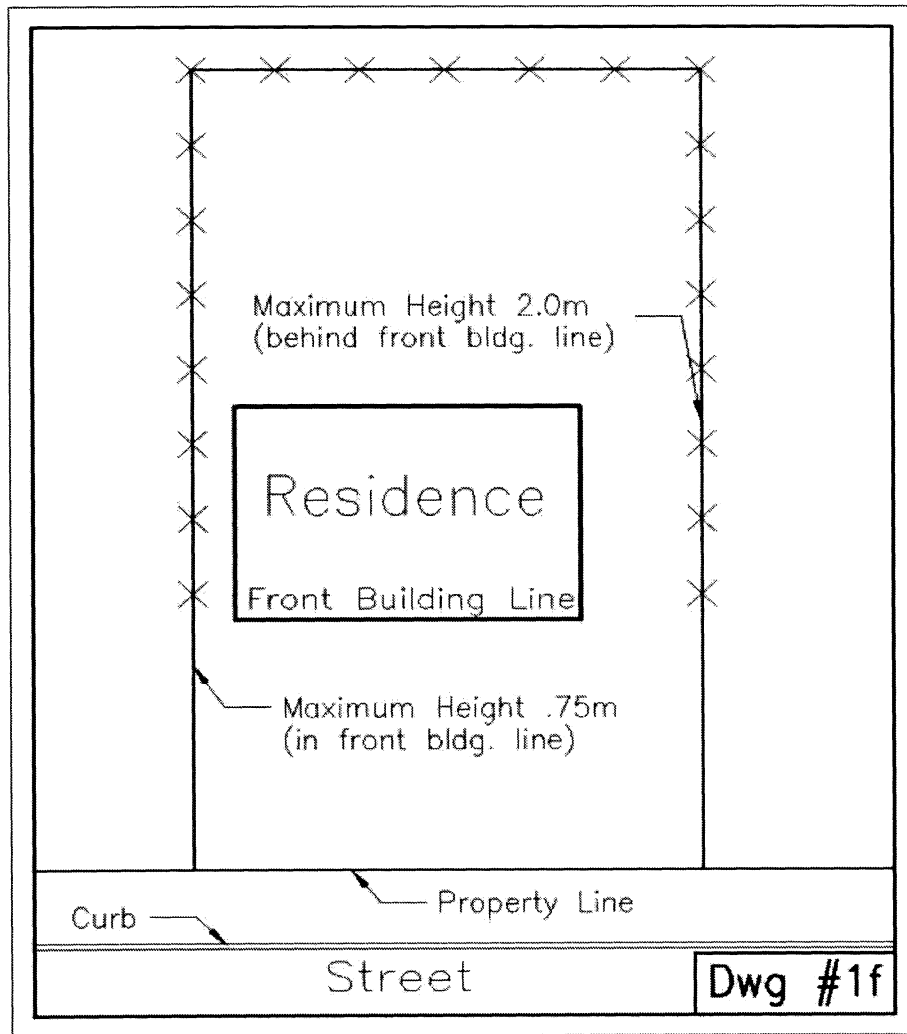 Maximum Height 2.0m
(behind front bldg. line)
Residence
Front Building Line
Maximum Height .75m
(in front bldg. line)
Property Line
Curb
Street
Dwg #1f